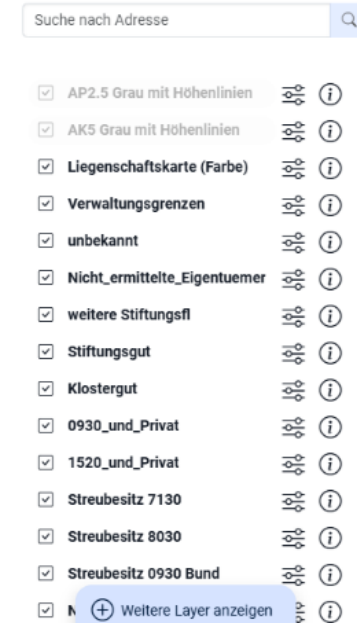 Suche nach Adresse
AP2.5 Grau mit Höhenlinien
AK5 Grau mit Höhenlinien
Liegenschaftskarte (Farbe)
Verwaltungsgrenzen
unbekannt
Nicht_ermittelte_Eigentuemer
weitere Stiftungsfl
Stiftungsgut
Klostergut
0930_und_Privat
1520_und_Privat
Streubesitz 7130
Streubesitz 8030
Streubesitz 0930 Bund
Weitere Layer anzeigen